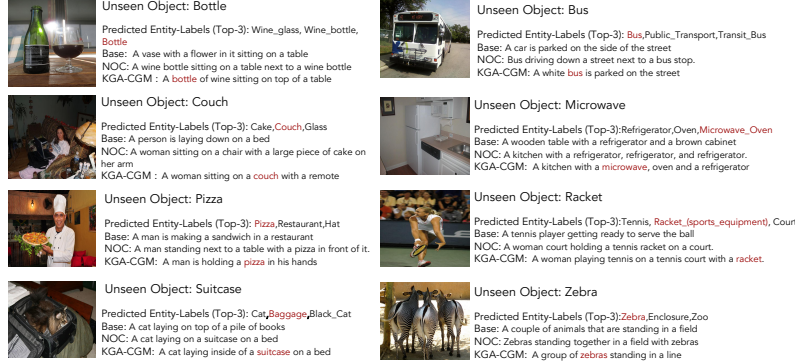 Unseen Object: Bottle
Predicted Entity-Labels (Top-3): Wine_glass, Wine_bottle,
Bottle
Base: A vase with a flower in it sitting on a table
NOC: A wine bottle sitting on a table next to a wine bottle
KGA-CGM : A bottle of wine sitting on top of a table
Unseen Object: Couch
Predicted Entity-Labels (Top-3): Cake,Couch,Glass
Base: A person is laying down on a bed
NOC: A woman sitting on a chair with a large piece of cake on
her arm
KGA-CGM : A woman sitting on a couch with a remote
Unseen Object: Pizza
Predicted Entity-Labels (Top-3): Pizza,Restaurant,Hat
Base: A man is making a sandwich in a restaurant
NOC: A man standing next to a table with a pizza in front of it.
KGA-CGM: A man is holding a pizza in his hands
Unseen Object: Suitcase
Predicted Entity-Labels (Top-3): Cat,Baggage,Black_Cat
Base: A cat laying on top of a pile of books
NOC: A cat laying on a suitcase on a bed
KGA-CGM: A cat laying inside of a suitcase on a bed
Unseen Object: Bus
Predicted Entity-Labels (Top-3): Bus,Public_Transport,Transit_Bus
Base: A car is parked on the side of the street
NOC: Bus driving down a street next to a bus stop.
KGA-CGM: A white bus is parked on the street
Unseen Object: Microwave
Predicted Entity-Labels (Top-3):Refrigerator,Oven,Microwave_Oven
Base: A wooden table with a refrigerator and a brown cabinet
NOC: A kitchen with a refrigerator, refrigerator, and refrigerator.
KGA-CGM: A kitchen with a microwave, oven and a refrigerator
Unseen Object: Racket
Predicted Entity-Labels (Top-3):Tennis, Racket_(sports_equipment), Court
Base: A tennis player getting ready to serve the ball
NOC: A woman court holding a tennis racket on a court.
KGA-CGM: A woman playing tennis on a tennis court with a racket.
Unseen Object: Zebra
Predicted Entity-Labels (Top-3):Zebra,Enclosure,Zoo
Base: A couple of animals that are standing in a field
NOC: Zebras standing together in a field with zebras
KGA-CGM: A group of zebras standing in a line